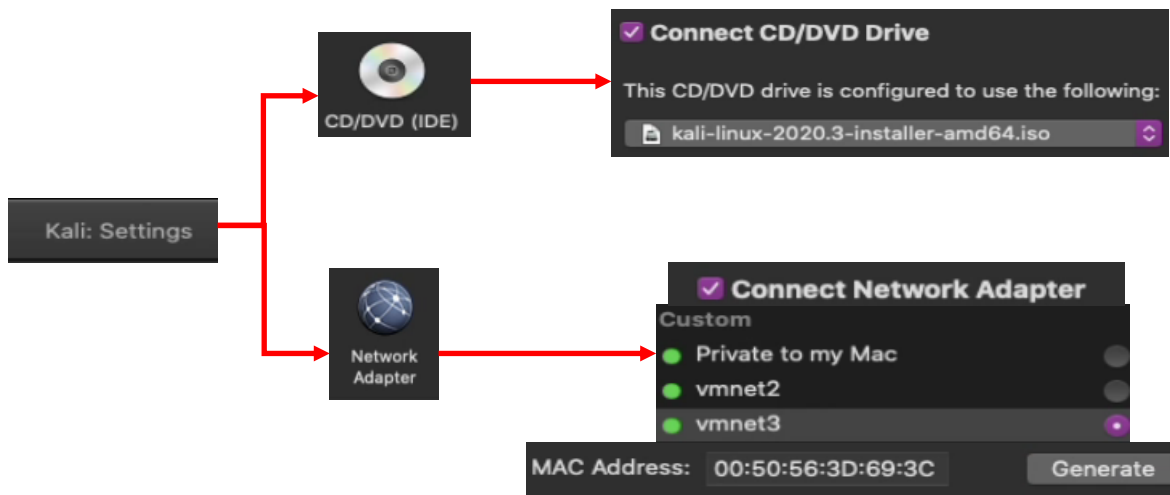 Connect CD/DVD Drive
This CD/DVD drive is configured to use the following:
kali-linux-2020.3-installer-amd64.iso
CD/DVD (IDE)
Kali: Settings
Network
Adapter
Connect Network Adapter
Custom
Private to my Mac
vmnet2
vmnet3
MAC Address: 00:50:56:3D:69:3C Generate